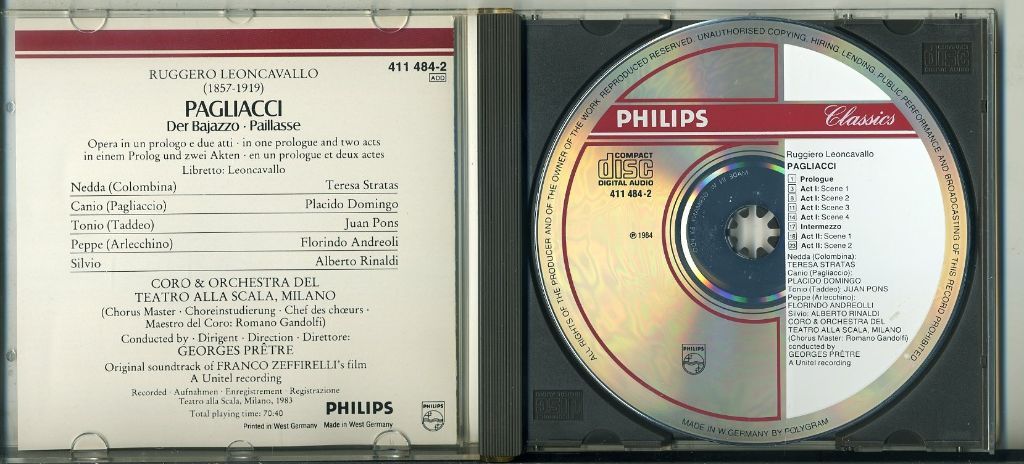 RUGGERO LEONCAVALLO
(1857-1919)
411 484-2
ADD
PAGLIACCI
Der Bajazzo · Paillasse
Opera in un prologo e due atti · in one prologue and two acts
in einem Prolog und zwei Akten · en un prologue et deux actes
Libretto: Leoncavallo
Nedda (Colombina) Teresa Stratas
Canio (Pagliaccio) Placido Domingo
Tonio (Taddeo) Juan Pons
Peppe (Arlecchino) Florindo Andreoli
Silvio Alberto Rinaldi
CORO & ORCHESTRA DEL
TEATRO ALLA SCALA, MILANO
(Chorus Master · Choreinstudierung · Chef des chœurs ·
Maestro del Coro: Romano Gandolfi)
Conducted by · Dirigent · Direction · Direttore:
GEORGES PRÊTRE
Original soundtrack of FRANCO ZEFFIRELLI's film
A Unitel recording
Recorded · Aufnahmen · Enregistrement · Registrazione
Teatro alla Scala, Milano, 1983
Total playing time: 70:40
PHILIPS
PHILIPS
Printed in West Germany Made in West Germany
ALL RIGHTS OF THE PRODUCER AND OF THE OWNER OF THE WORK REPRODUCED RESERVED. UNAUTHORISED COPYING, HIRING, LENDING, PUBLIC PERFORMANCE AND BROADCASTING OF THIS RECORD PROHIBITED
PHILIPS Classics
COMPACT
disc
DIGITAL AUDIO
411 484-2
℗ 1984
Ruggiero Leoncavallo
PAGLIACCI
1 Prologue
3 Act I: Scene 1
8 Act I: Scene 2
11 Act I: Scene 3
14 Act I: Scene 4
17 Intermezzo
18 Act II: Scene 1
20 Act II: Scene 2
Nedda (Colombina):
TERESA STRATAS
Canio (Pagliaccio):
PLACIDO DOMINGO
Tonio (Taddeo): JUAN PONS
Peppe (Arlecchino):
FLORINDO ANDREOLLI
Silvio: ALBERTO RINALDI
CORO & ORCHESTRA DEL
TEATRO ALLA SCALA, MILANO
(Chorus Master: Romano Gandolfi)
conducted by
GEORGES PRÊTRE
A Unitel recording
PHILIPS
MADE IN W. GERMANY BY POLYGRAM